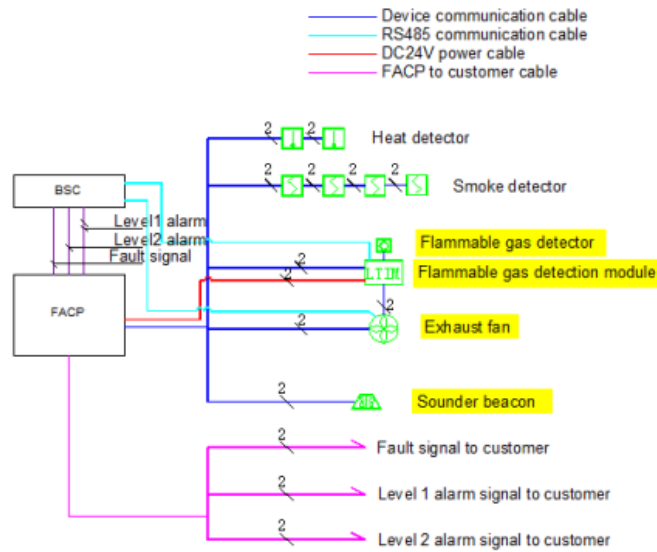 Device communication cable
RS485 communication cable
DC24V power cable
FACP to customer cable
2 2 Heat detector
2 2 2 2 Smoke detector
BSC
Level1 alarm
Level2 alarm
Fault signal
Flammable gas detector
2 LTIM Flammable gas detection module
2
FACP
2
2 Exhaust fan
2 Sounder beacon
2 Fault signal to customer
2 Level 1 alarm signal to customer
2 Level 2 alarm signal to customer